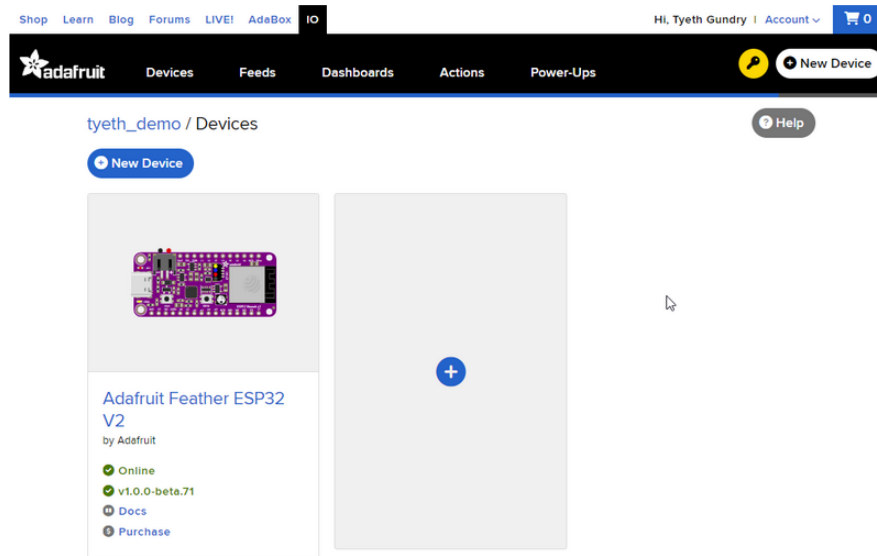 Shop Learn Blog Forums LIVE! AdaBox IO Hi, Tyeth Gundry | Account 0
adafruit Devices Feeds Dashboards Actions Power-Ups New Device
tyeth_demo / Devices ? Help
New Device
Adafruit Feather ESP32
V2
by Adafruit
Online
v1.0.0-beta.71
Docs
$ Purchase